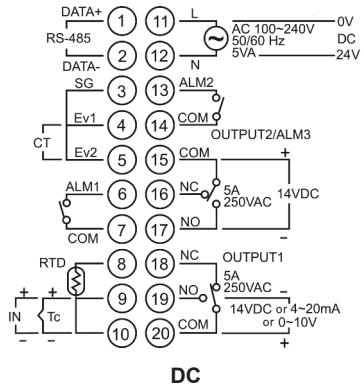 DATA+ 1 11 L 0V
RS-485 AC 100~240V DC
50/60 Hz
DATA- 2 12 N 5VA 24V
SG 3 13 ALM2
Ev1 4 14 COM
CT OUTPUT2/ALM3
Ev2 5 15 COM +
ALM1 6 16 NC 5A 14VDC
250VAC
COM 7 17 NO −
RTD 8 18 NC OUTPUT1
5A
+ + 9 19 NO 250VAC −
IN Tc 14VDC or 4~20mA
or 0~10V
− − 10 20 COM +
DC